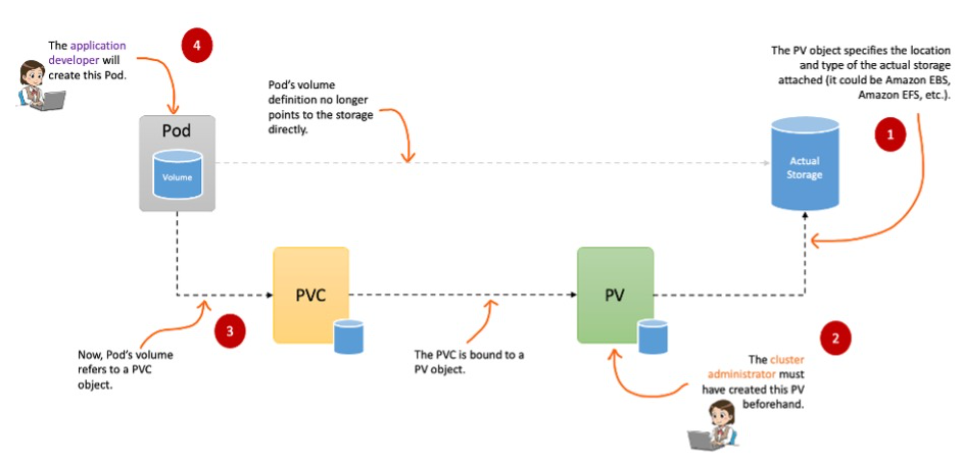 The application
developer will
create this Pod.
4
Pod
Volume
Pod's volume
definition no longer
points to the storage
directly.
The PV object specifies the location
and type of the actual storage
attached (it could be Amazon EBS,
Amazon EFS, etc.).
1
Actual
Storage
PVC
PV
3
Now, Pod's volume
refers to a PVC
object.
The PVC is bound to a
PV object.
2
The cluster
administrator must
have created this PV
beforehand.